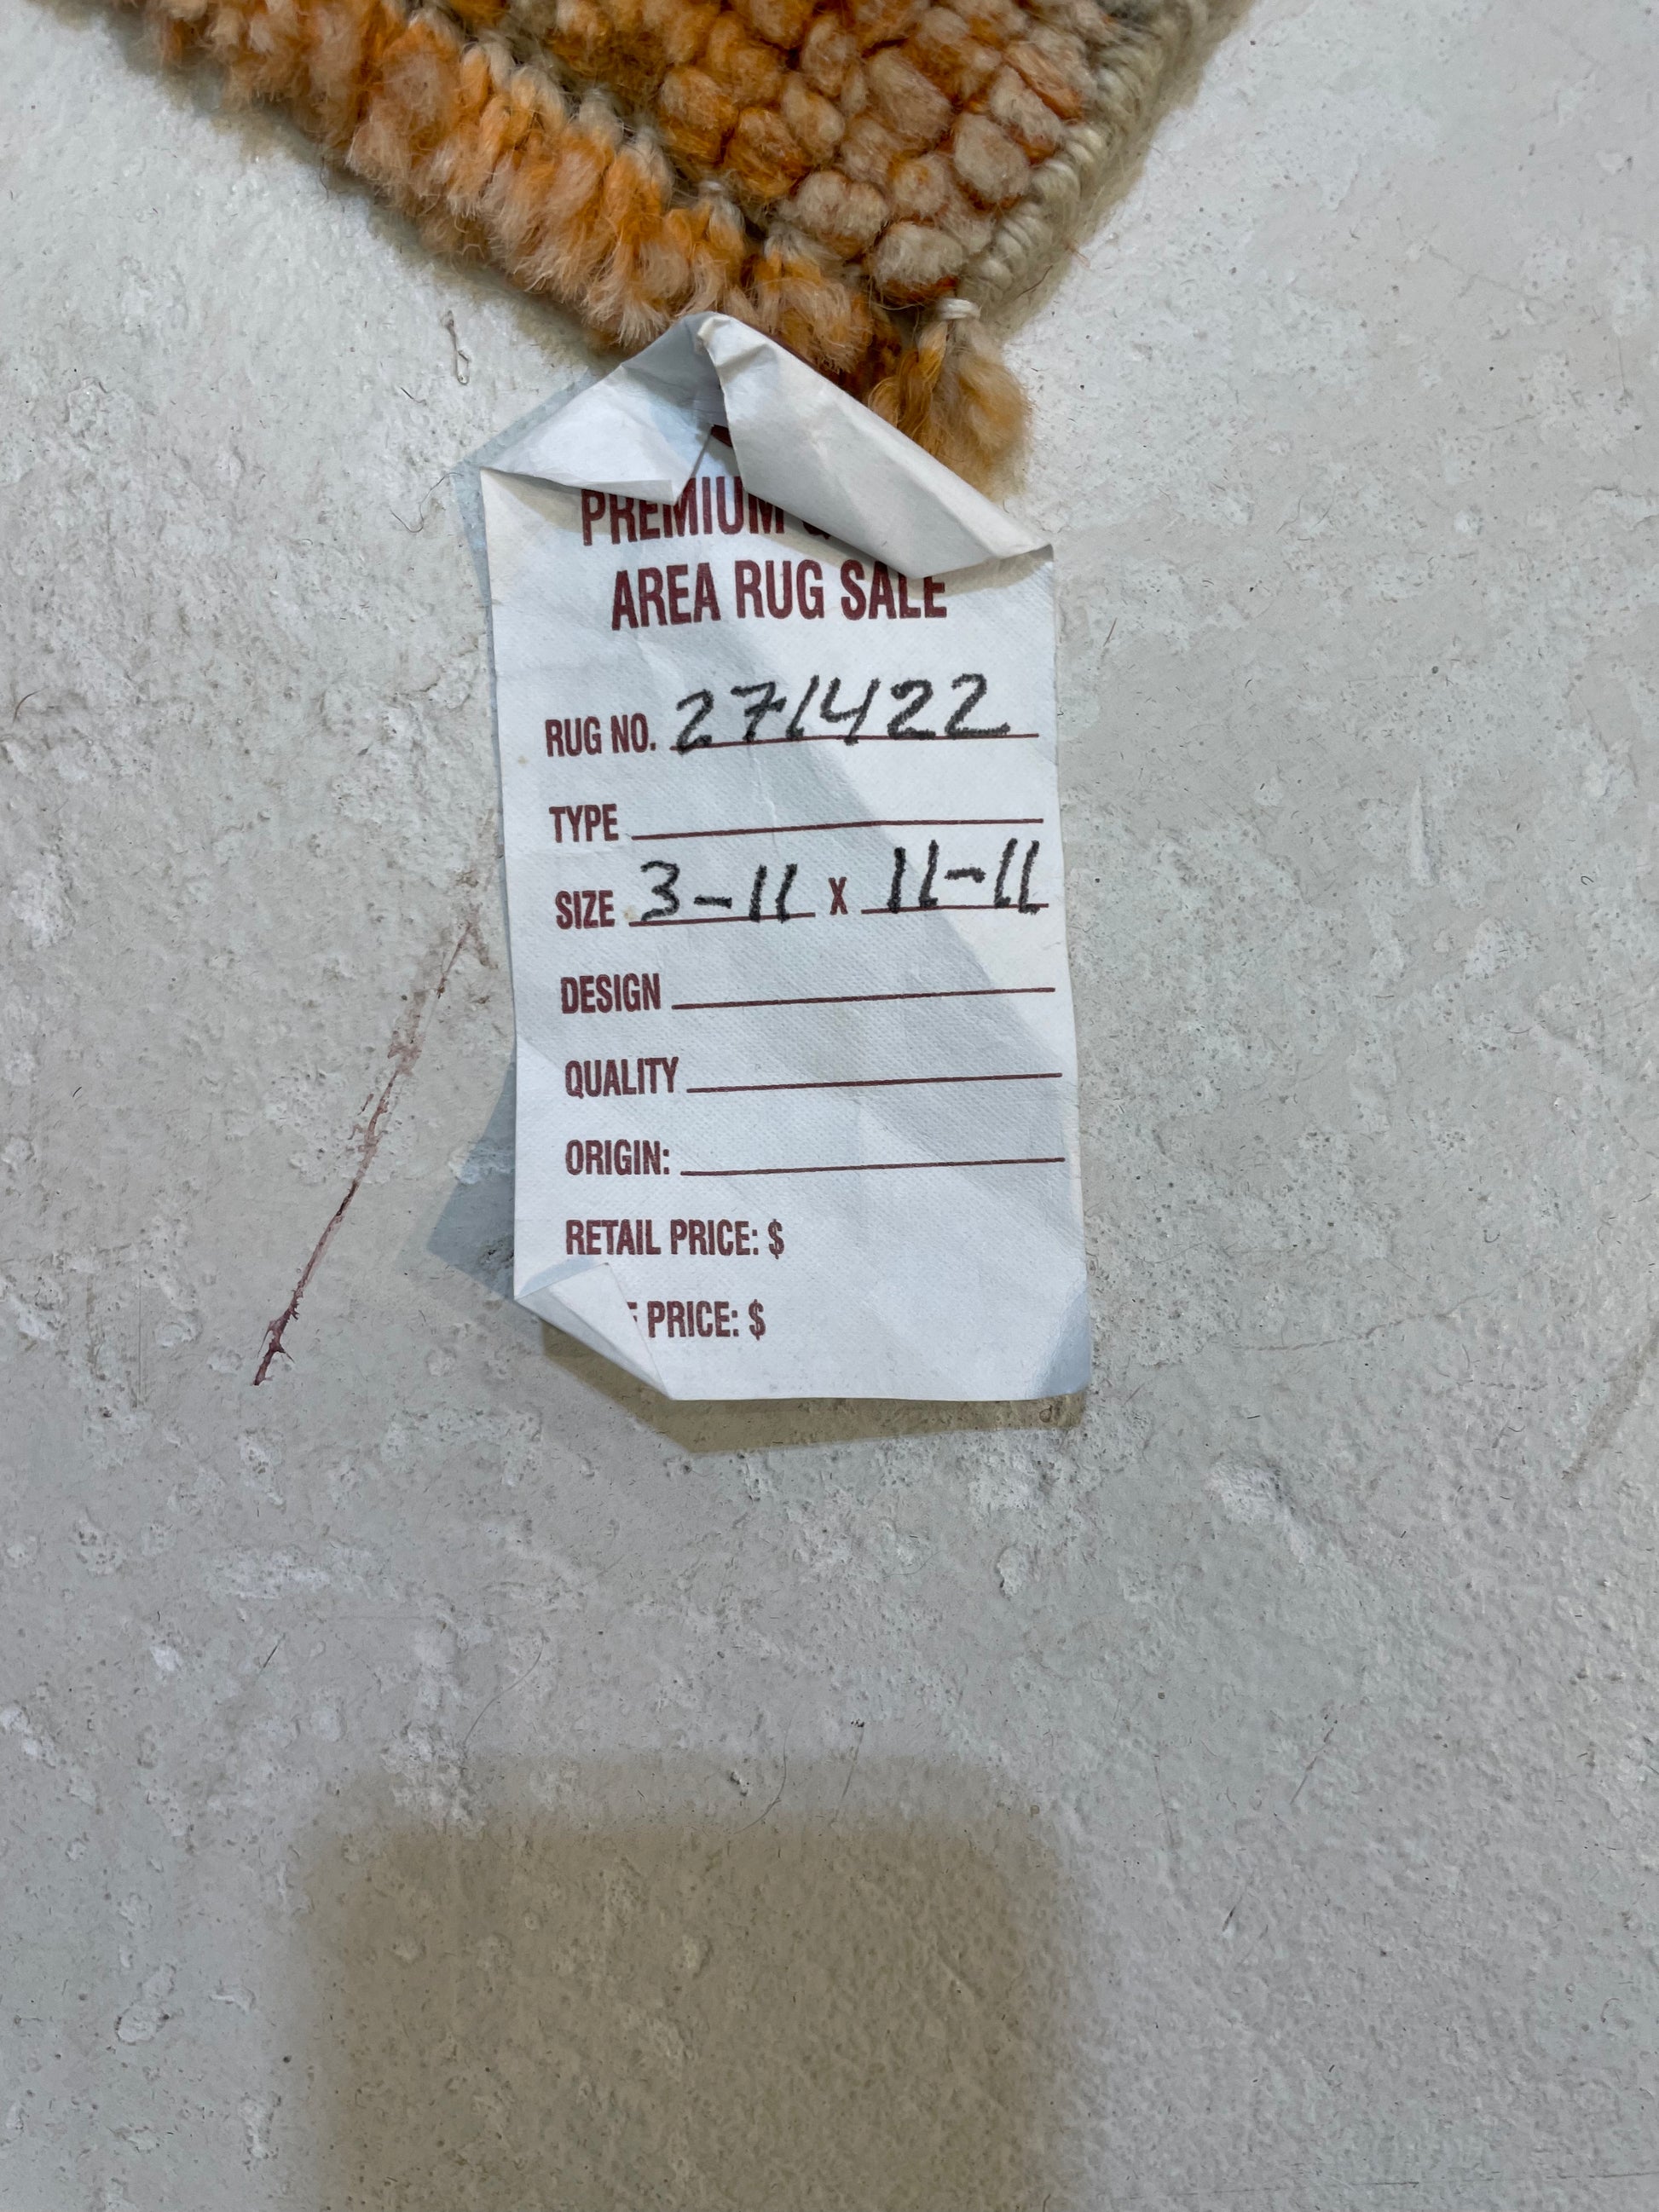 PREMIUM
AREA RUG SALE
RUG NO. 271422
TYPE
SIZE 3-11 X 11-11
DESIGN
QUALITY
ORIGIN:
RETAIL PRICE: $
PRICE: $